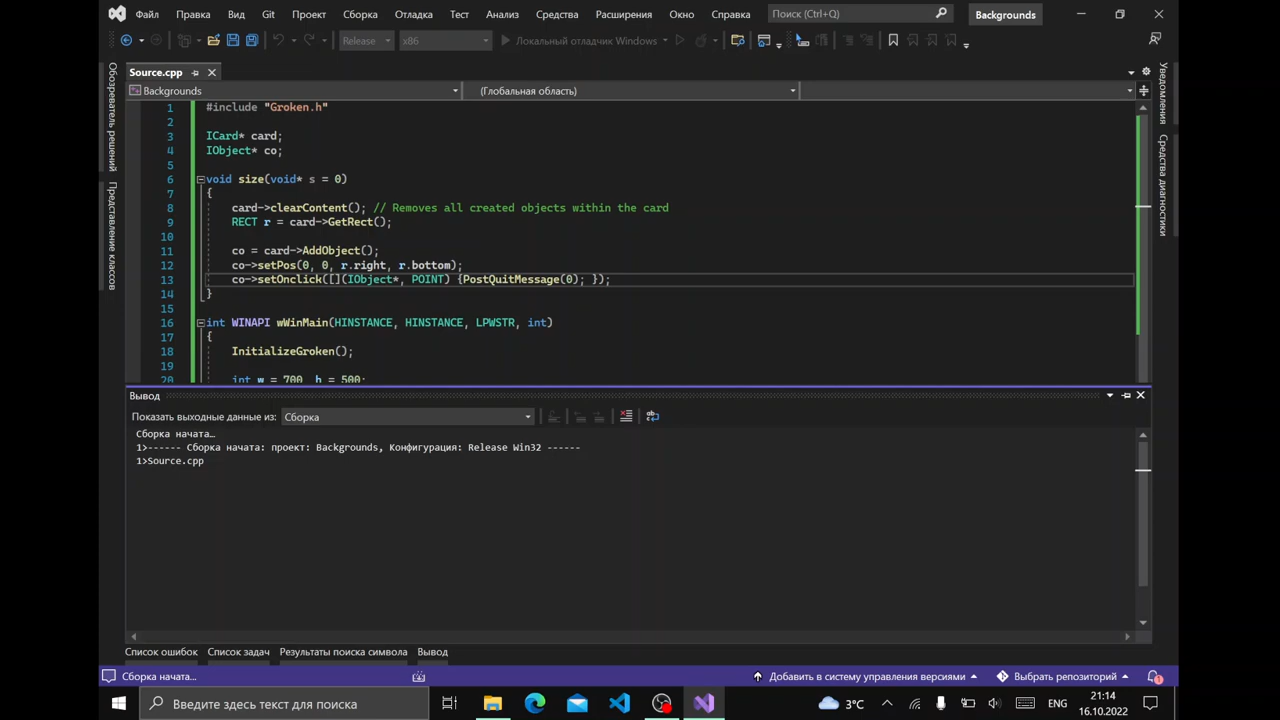 Файл Правка Вид Git Проект Сборка Отладка Тест Анализ Средства Расширения Окно Справка Поиск (Ctrl+Q) Backgrounds
Release x86 Локальный отладчик Windows
Source.cpp
Backgrounds (Глобальная область)
Обозреватель решений
Представление классов
Уведомления
Средства диагностики
1 #include "Groken.h"
2
3 ICard* card;
4 IObject* co;
5
6 void size(void* s = 0)
7 {
8 card->clearContent(); // Removes all created objects within the card
9 RECT r = card->GetRect();
10
11 co = card->AddObject();
12 co->setPos(0, 0, r.right, r.bottom);
13 co->setOnclick([](IObject*, POINT) {PostQuitMessage(0); });
14 }
15
16 int WINAPI wWinMain(HINSTANCE, HINSTANCE, LPWSTR, int)
17 {
18 InitializeGroken();
19
20 int w = 700, h = 500;
Вывод
Показать выходные данные из: Сборка
Сборка начата…
1>------ Сборка начата: проект: Backgrounds, Конфигурация: Release Win32 ------
1>Source.cpp
Список ошибок Список задач Результаты поиска символа Вывод
Сборка начата… Добавить в систему управления версиями Выбрать репозиторий 1
Введите здесь текст для поиска 3°C 21:14
16.10.2022